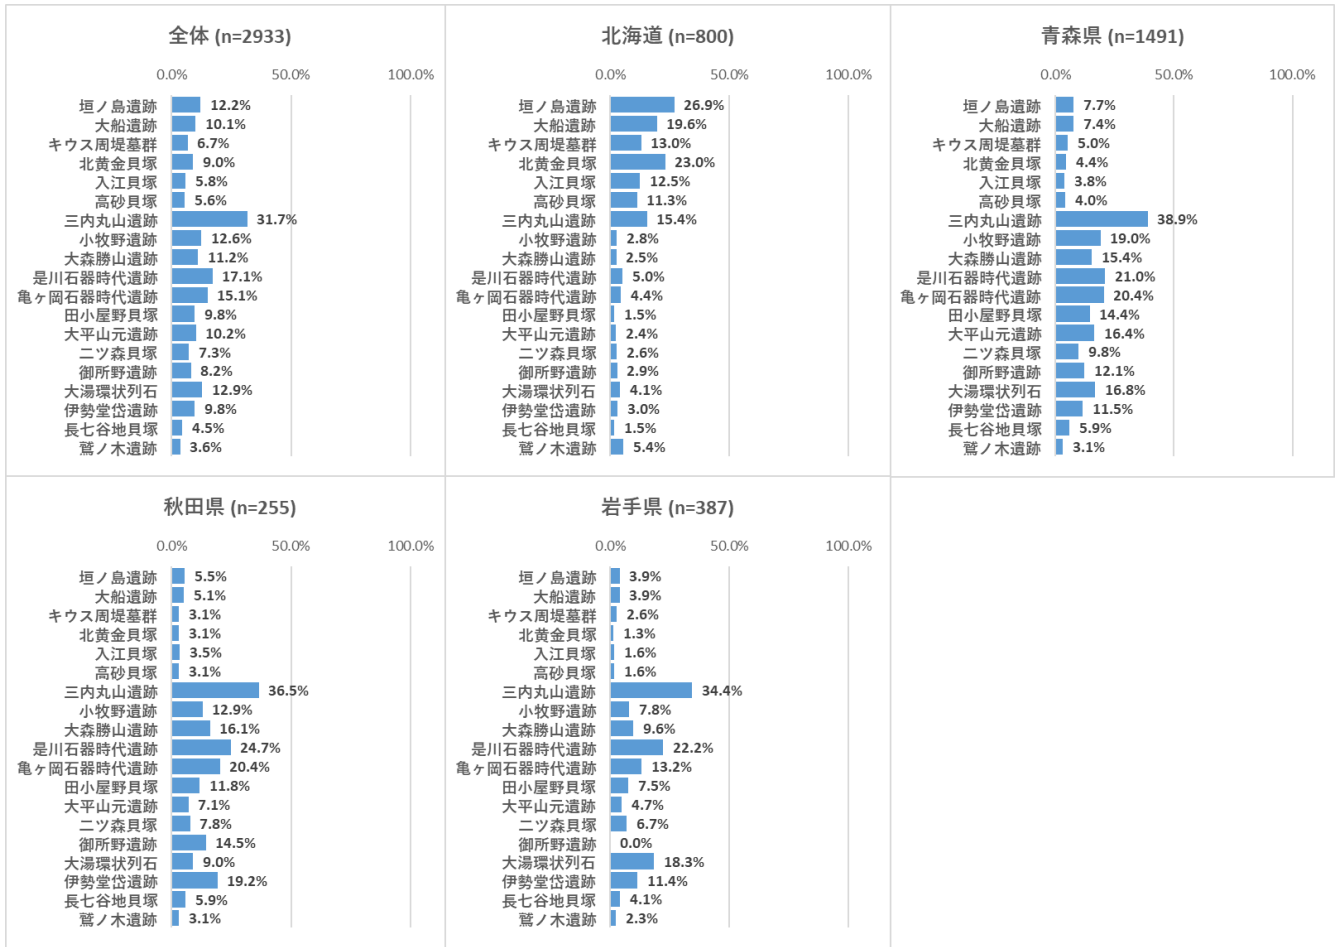 全体 (n=2933)
0.0% 50.0% 100.0%
垣ノ島遺跡 12.2%
大船遺跡 10.1%
キウス周堤墓群 6.7%
北黄金貝塚 9.0%
入江貝塚 5.8%
高砂貝塚 5.6%
三内丸山遺跡 31.7%
小牧野遺跡 12.6%
大森勝山遺跡 11.2%
是川石器時代遺跡 17.1%
亀ヶ岡石器時代遺跡 15.1%
田小屋野貝塚 9.8%
大平山元遺跡 10.2%
二ツ森貝塚 7.3%
御所野遺跡 8.2%
大湯環状列石 12.9%
伊勢堂岱遺跡 9.8%
長七谷地貝塚 4.5%
鷲ノ木遺跡 3.6%
北海道 (n=800)
0.0% 50.0% 100.0%
垣ノ島遺跡 26.9%
大船遺跡 19.6%
キウス周堤墓群 13.0%
北黄金貝塚 23.0%
入江貝塚 12.5%
高砂貝塚 11.3%
三内丸山遺跡 15.4%
小牧野遺跡 2.8%
大森勝山遺跡 2.5%
是川石器時代遺跡 5.0%
亀ヶ岡石器時代遺跡 4.4%
田小屋野貝塚 1.5%
大平山元遺跡 2.4%
二ツ森貝塚 2.6%
御所野遺跡 2.9%
大湯環状列石 4.1%
伊勢堂岱遺跡 3.0%
長七谷地貝塚 1.5%
鷲ノ木遺跡 5.4%
青森県 (n=1491)
0.0% 50.0% 100.0%
垣ノ島遺跡 7.7%
大船遺跡 7.4%
キウス周堤墓群 5.0%
北黄金貝塚 4.4%
入江貝塚 3.8%
高砂貝塚 4.0%
三内丸山遺跡 38.9%
小牧野遺跡 19.0%
大森勝山遺跡 15.4%
是川石器時代遺跡 21.0%
亀ヶ岡石器時代遺跡 20.4%
田小屋野貝塚 14.4%
大平山元遺跡 16.4%
二ツ森貝塚 9.8%
御所野遺跡 12.1%
大湯環状列石 16.8%
伊勢堂岱遺跡 11.5%
長七谷地貝塚 5.9%
鷲ノ木遺跡 3.1%
秋田県 (n=255)
0.0% 50.0% 100.0%
垣ノ島遺跡 5.5%
大船遺跡 5.1%
キウス周堤墓群 3.1%
北黄金貝塚 3.1%
入江貝塚 3.5%
高砂貝塚 3.1%
三内丸山遺跡 36.5%
小牧野遺跡 12.9%
大森勝山遺跡 16.1%
是川石器時代遺跡 24.7%
亀ヶ岡石器時代遺跡 20.4%
田小屋野貝塚 11.8%
大平山元遺跡 7.1%
二ツ森貝塚 7.8%
御所野遺跡 14.5%
大湯環状列石 9.0%
伊勢堂岱遺跡 19.2%
長七谷地貝塚 5.9%
鷲ノ木遺跡 3.1%
岩手県 (n=387)
0.0% 50.0% 100.0%
垣ノ島遺跡 3.9%
大船遺跡 3.9%
キウス周堤墓群 2.6%
北黄金貝塚 1.3%
入江貝塚 1.6%
高砂貝塚 1.6%
三内丸山遺跡 34.4%
小牧野遺跡 7.8%
大森勝山遺跡 9.6%
是川石器時代遺跡 22.2%
亀ヶ岡石器時代遺跡 13.2%
田小屋野貝塚 7.5%
大平山元遺跡 4.7%
二ツ森貝塚 6.7%
御所野遺跡 0.0%
大湯環状列石 18.3%
伊勢堂岱遺跡 11.4%
長七谷地貝塚 4.1%
鷲ノ木遺跡 2.3%